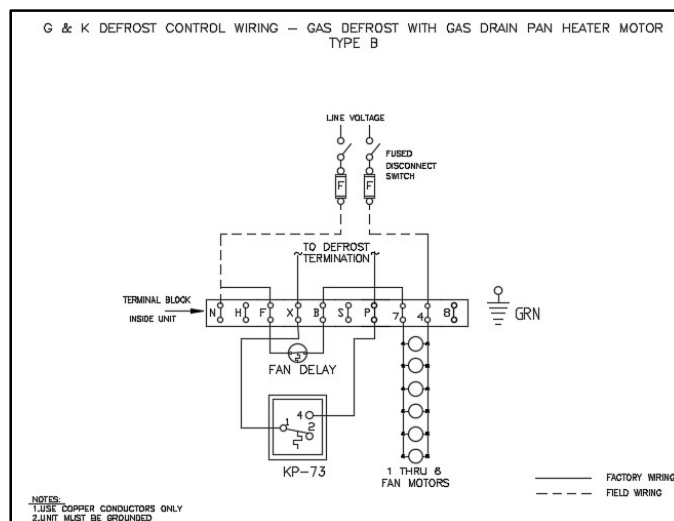 G & K DEFROST CONTROL WIRING – GAS DEFROST WITH GAS DRAIN PAN HEATER MOTOR
TYPE B
LINE VOLTAGE
FUSED
DISCONNECT
SWITCH
F F
TO DEFROST
TERMINATION
TERMINAL BLOCK
INSIDE UNIT
N H F X B S P 7 4 8
GRN
FAN DELAY
4
1
2
KP-73
1 THRU 6
FAN MOTORS
FACTORY WIRING
FIELD WIRING
NOTES:
1.USE COPPER CONDUCTORS ONLY
2.UNIT MUST BE GROUNDED